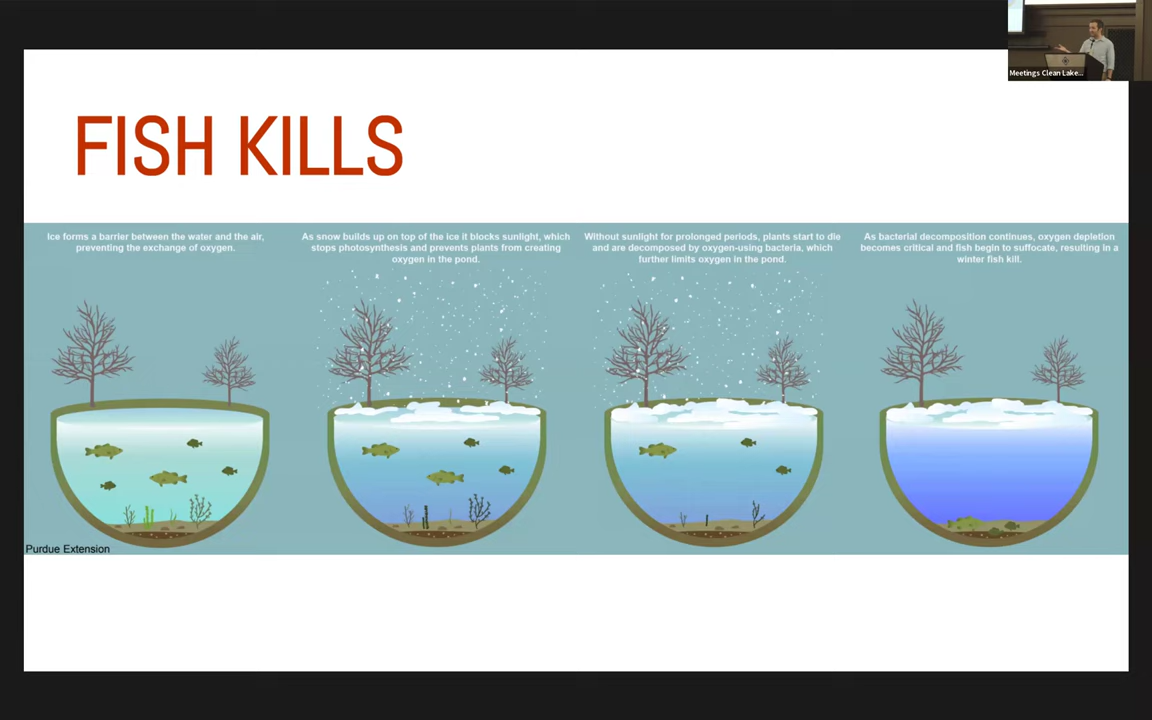 Meetings Clean Lake...
FISH KILLS
Ice forms a barrier between the water and the air,
preventing the exchange of oxygen.
As snow builds up on top of the ice it blocks sunlight, which
stops photosynthesis and prevents plants from creating
oxygen in the pond.
Without sunlight for prolonged periods, plants start to die
and are decomposed by oxygen-using bacteria, which
further limits oxygen in the pond.
As bacterial decomposition continues, oxygen depletion
becomes critical and fish begin to suffocate, resulting in a
winter fish kill.
Purdue Extension